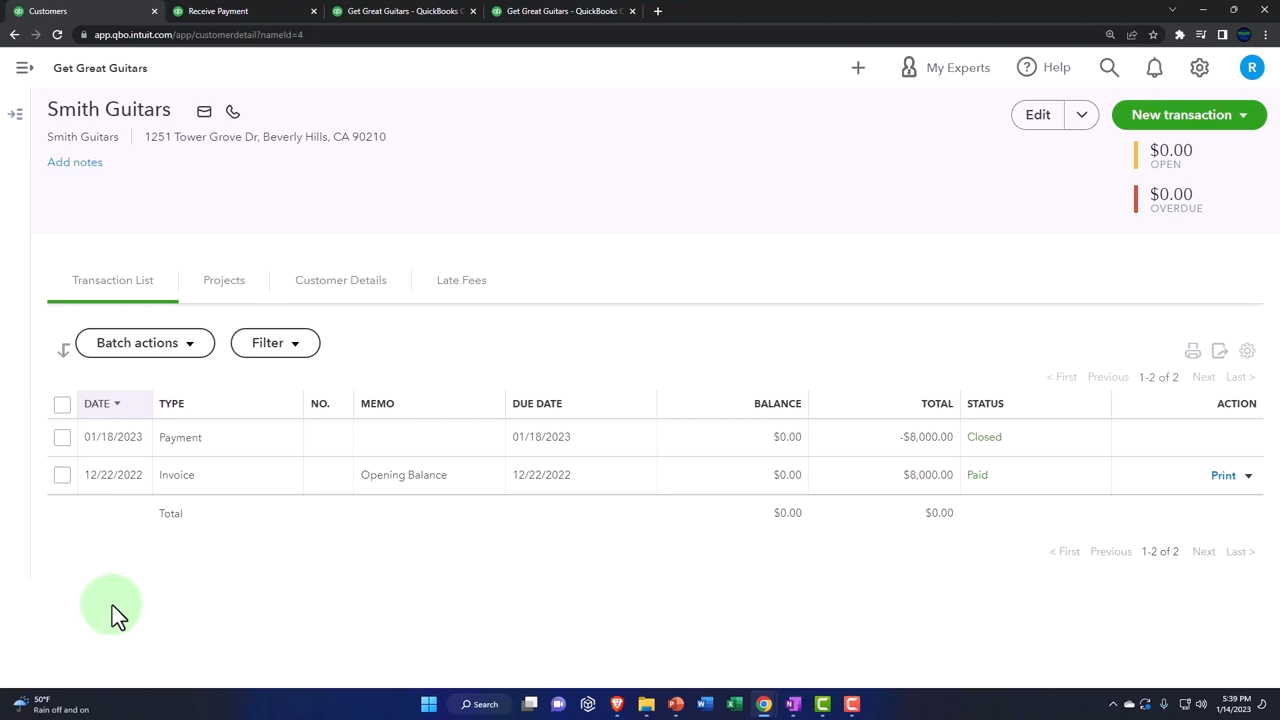 Customers × Receive Payment × Get Great Guitars - QuickBooks C × Get Great Guitars - QuickBooks C × +
app.qbo.intuit.com/app/customerdetail?nameId=4
Get Great Guitars + My Experts Help R
Smith Guitars Edit New transaction
Smith Guitars 1251 Tower Grove Dr, Beverly Hills, CA 90210
Add notes
$0.00
OPEN
$0.00
OVERDUE
Transaction List Projects Customer Details Late Fees
Batch actions Filter
< First Previous 1-2 of 2 Next Last >
DATE TYPE NO. MEMO DUE DATE BALANCE TOTAL STATUS ACTION
01/18/2023 Payment 01/18/2023 $0.00 -$8,000.00 Closed
12/22/2022 Invoice Opening Balance 12/22/2022 $0.00 $8,000.00 Paid Print
Total $0.00 $0.00
< First Previous 1-2 of 2 Next Last >
50°F
Rain off and on
Search
5:39 PM
1/14/2023